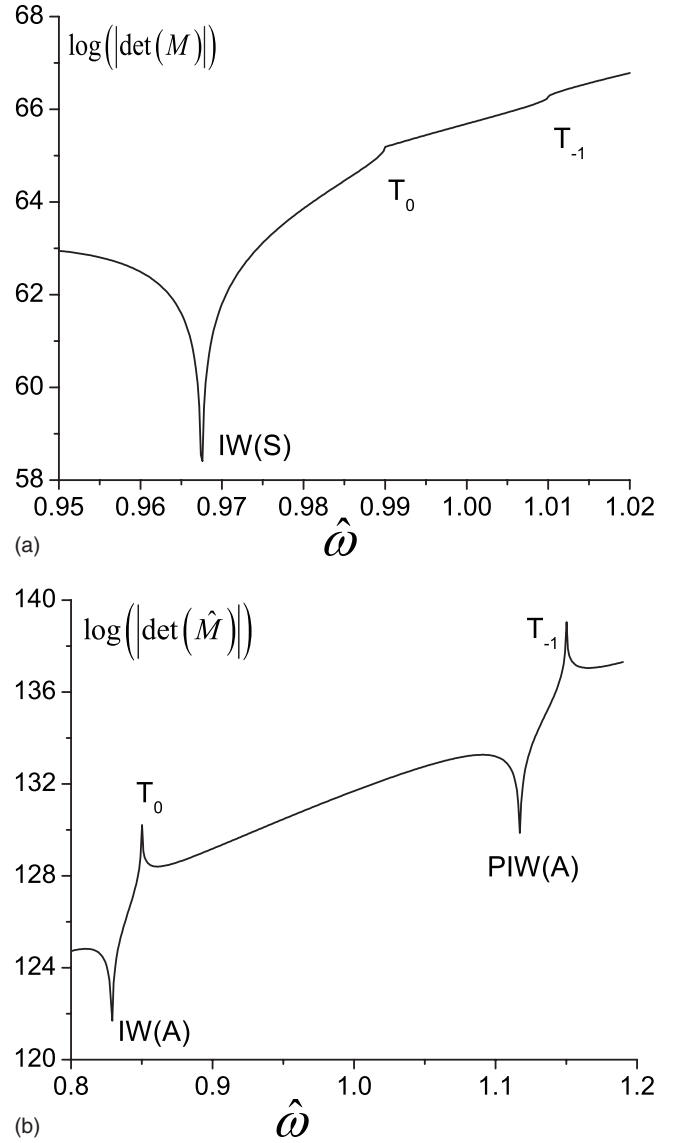 68
log(|det(M)|)
66
T₋₁
64
T₀
62
60
IW(S)
58
0.95 0.96 0.97 0.98 0.99 1.00 1.01 1.02
(a)
ω̂
140
log(|det(M̂)|)
T₋₁
136
132
T₀
128
PIW(A)
124
IW(A)
120
0.8 0.9 1.0 1.1 1.2
(b)
ω̂